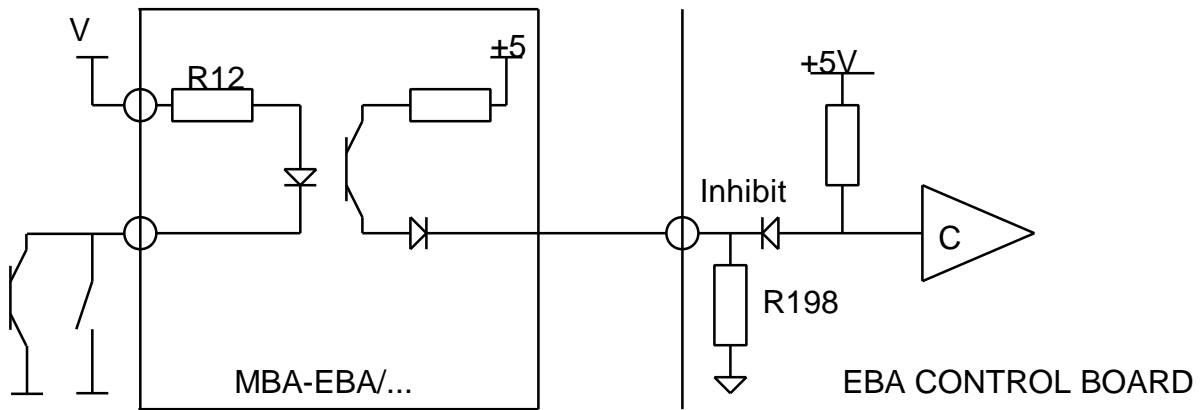 V
+5
R12
+5V
Inhibit
C
R198
MBA-EBA/...
EBA CONTROL BOARD